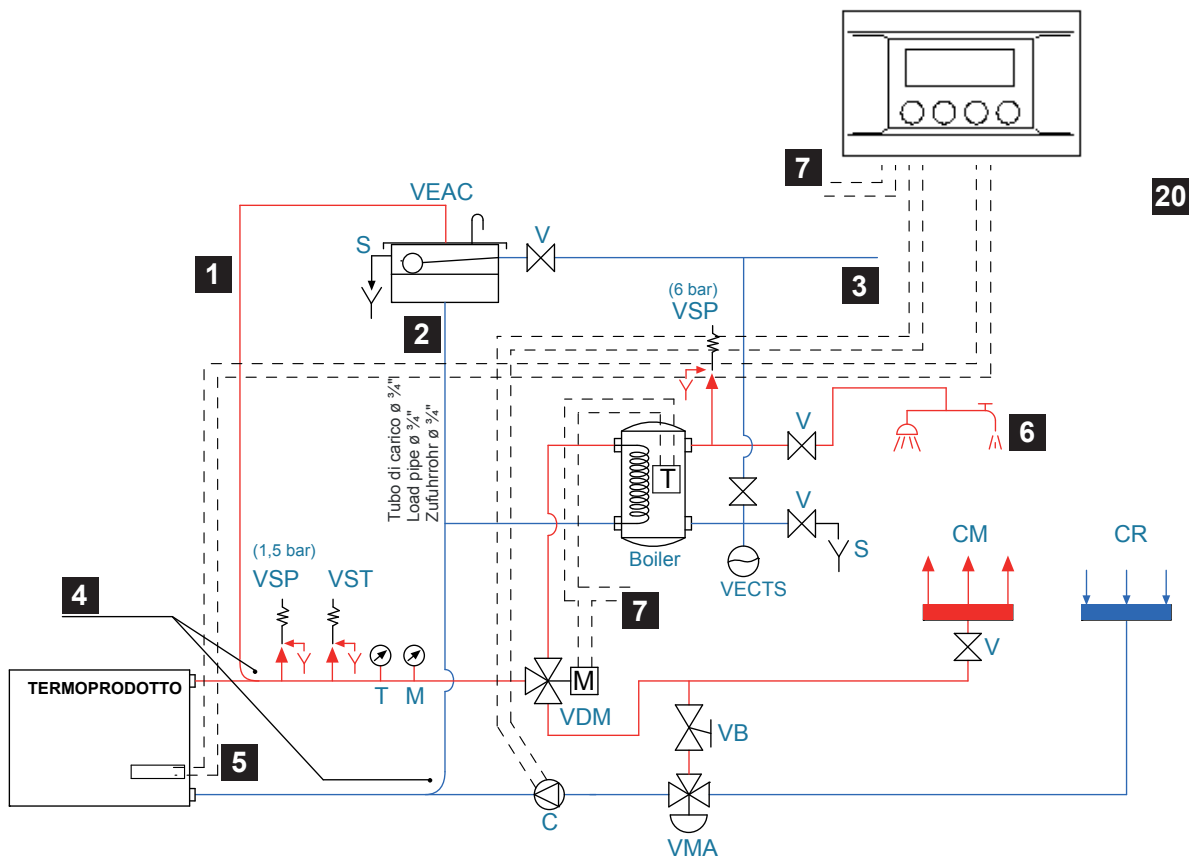 7
20
VEAC
S
V
1
3
(6 bar)
VSP
2
Tubo di carico ø ¾"
Load pipe ø ¾"
Zufuhrrohr ø ¾"
V
6
T
V
(1,5 bar)
VSP
VST
Boiler
S
CM
CR
VECTS
4
7
V
TERMOPRODOTTO
T
M
M
VDM
VB
5
C
VMA